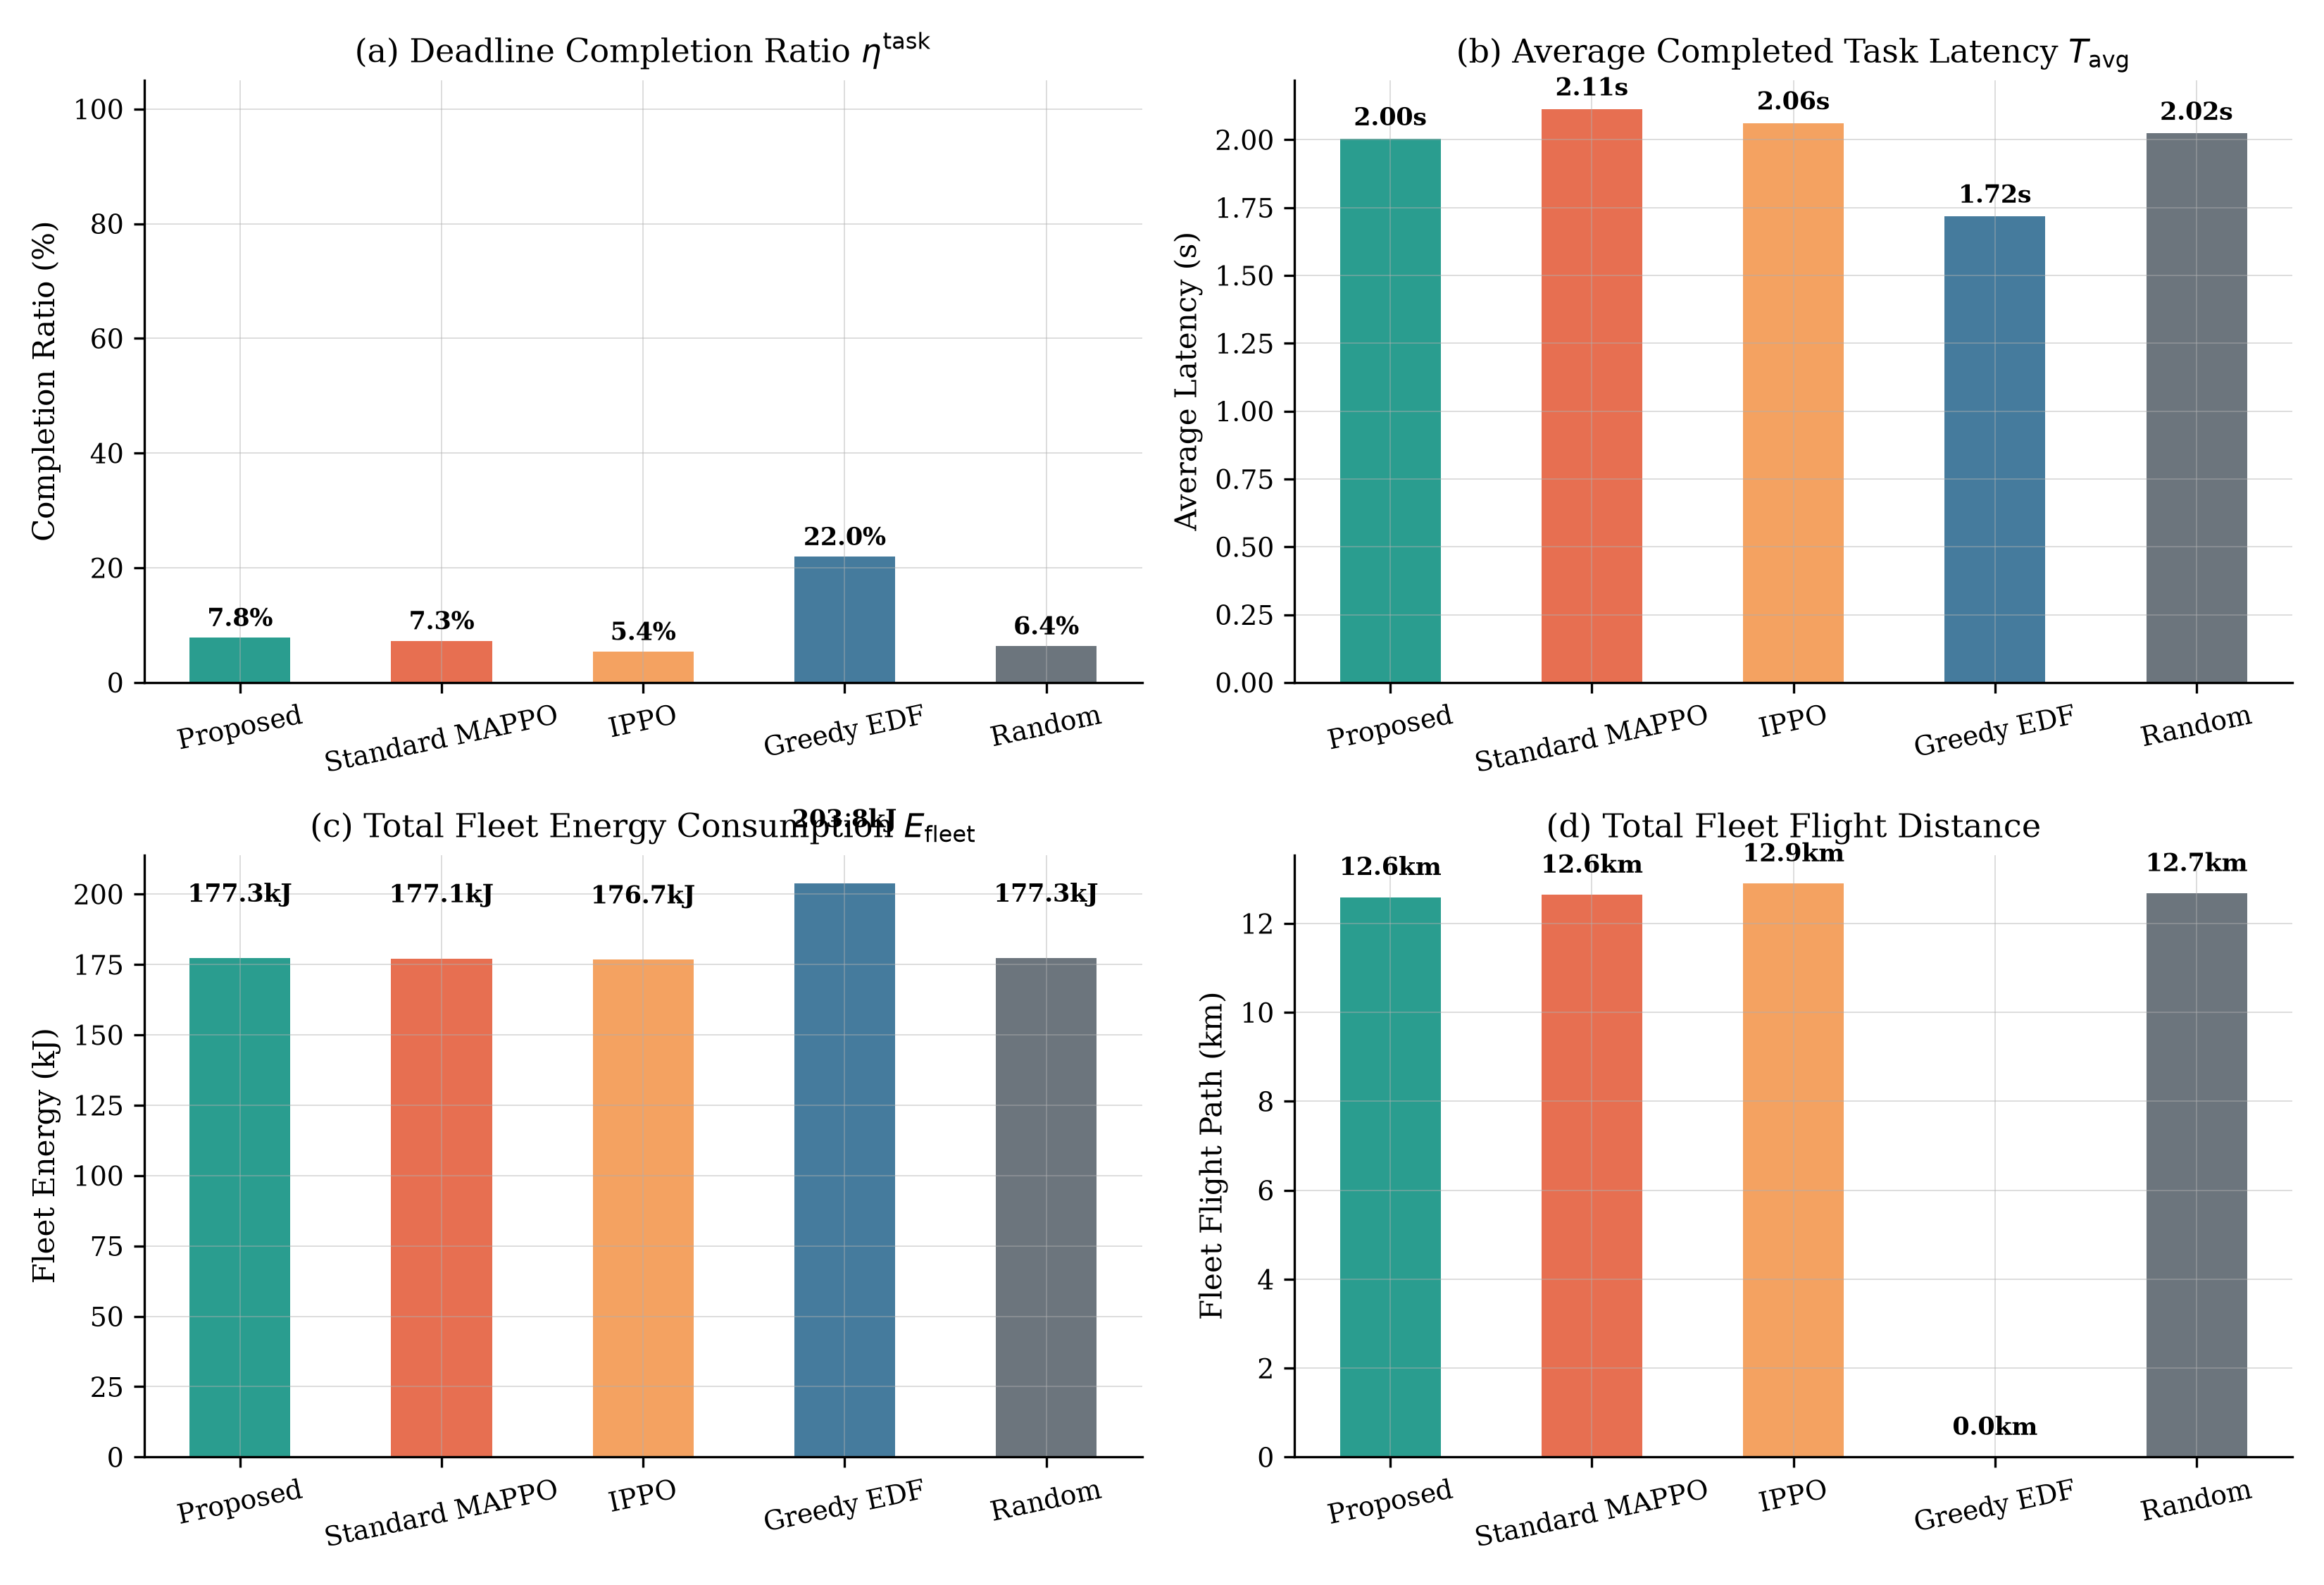 (a) Deadline Completion Ratio η^task
Completion Ratio (%)
100
80
60
40
20
0
7.8%
7.3%
5.4%
22.0%
6.4%
Proposed
Standard MAPPO
IPPO
Greedy EDF
Random
(b) Average Completed Task Latency T_avg
Average Latency (s)
2.00
1.75
1.50
1.25
1.00
0.75
0.50
0.25
0.00
2.00s
2.11s
2.06s
1.72s
2.02s
Proposed
Standard MAPPO
IPPO
Greedy EDF
Random
(c) Total Fleet Energy Consumption E_fleet
Fleet Energy (kJ)
200
175
150
125
100
75
50
25
0
177.3kJ
177.1kJ
176.7kJ
203.8kJ
177.3kJ
Proposed
Standard MAPPO
IPPO
Greedy EDF
Random
(d) Total Fleet Flight Distance
Fleet Flight Path (km)
12
10
8
6
4
2
0
12.6km
12.6km
12.9km
0.0km
12.7km
Proposed
Standard MAPPO
IPPO
Greedy EDF
Random